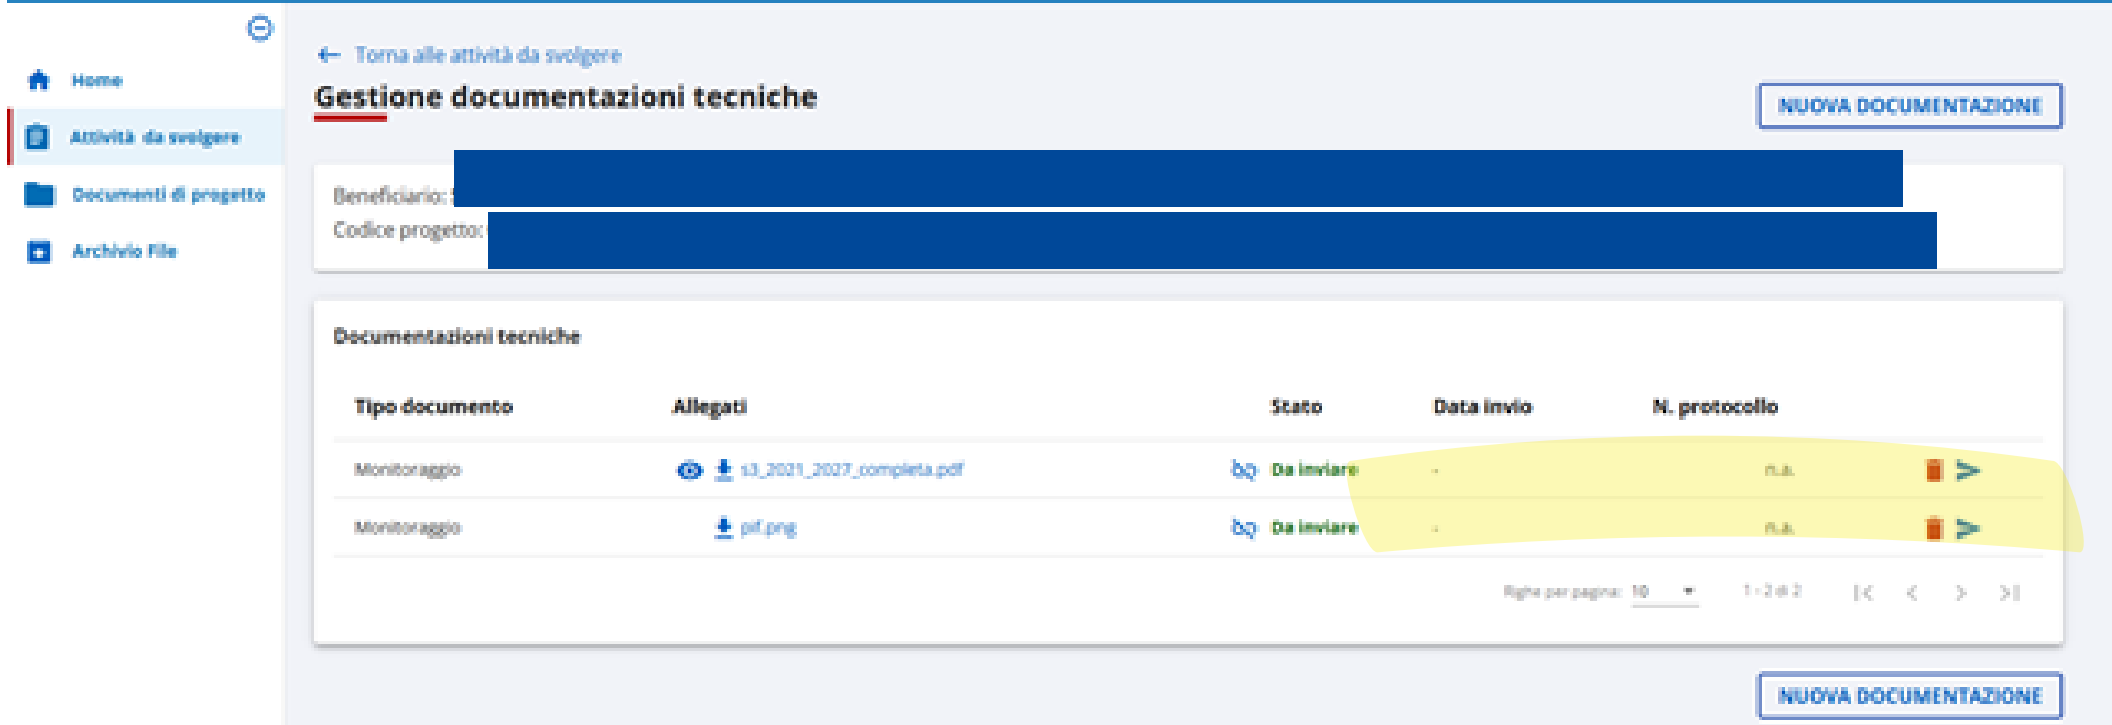 ← Torna alle attività da svolgere
Home
Gestione documentazioni tecniche
NUOVA DOCUMENTAZIONE
Attività da svolgere
Documenti di progetto
Beneficiario:
Codice progetto:
Archivio File
Documentazioni tecniche
Tipo documento Allegati Stato Data invio N. protocollo
Monitoraggio s3_2021_2027_completa.pdf Da inviare - n.a.
Monitoraggio pif.png Da inviare - n.a.
Righe per pagina: 10 1-2 di 2
NUOVA DOCUMENTAZIONE